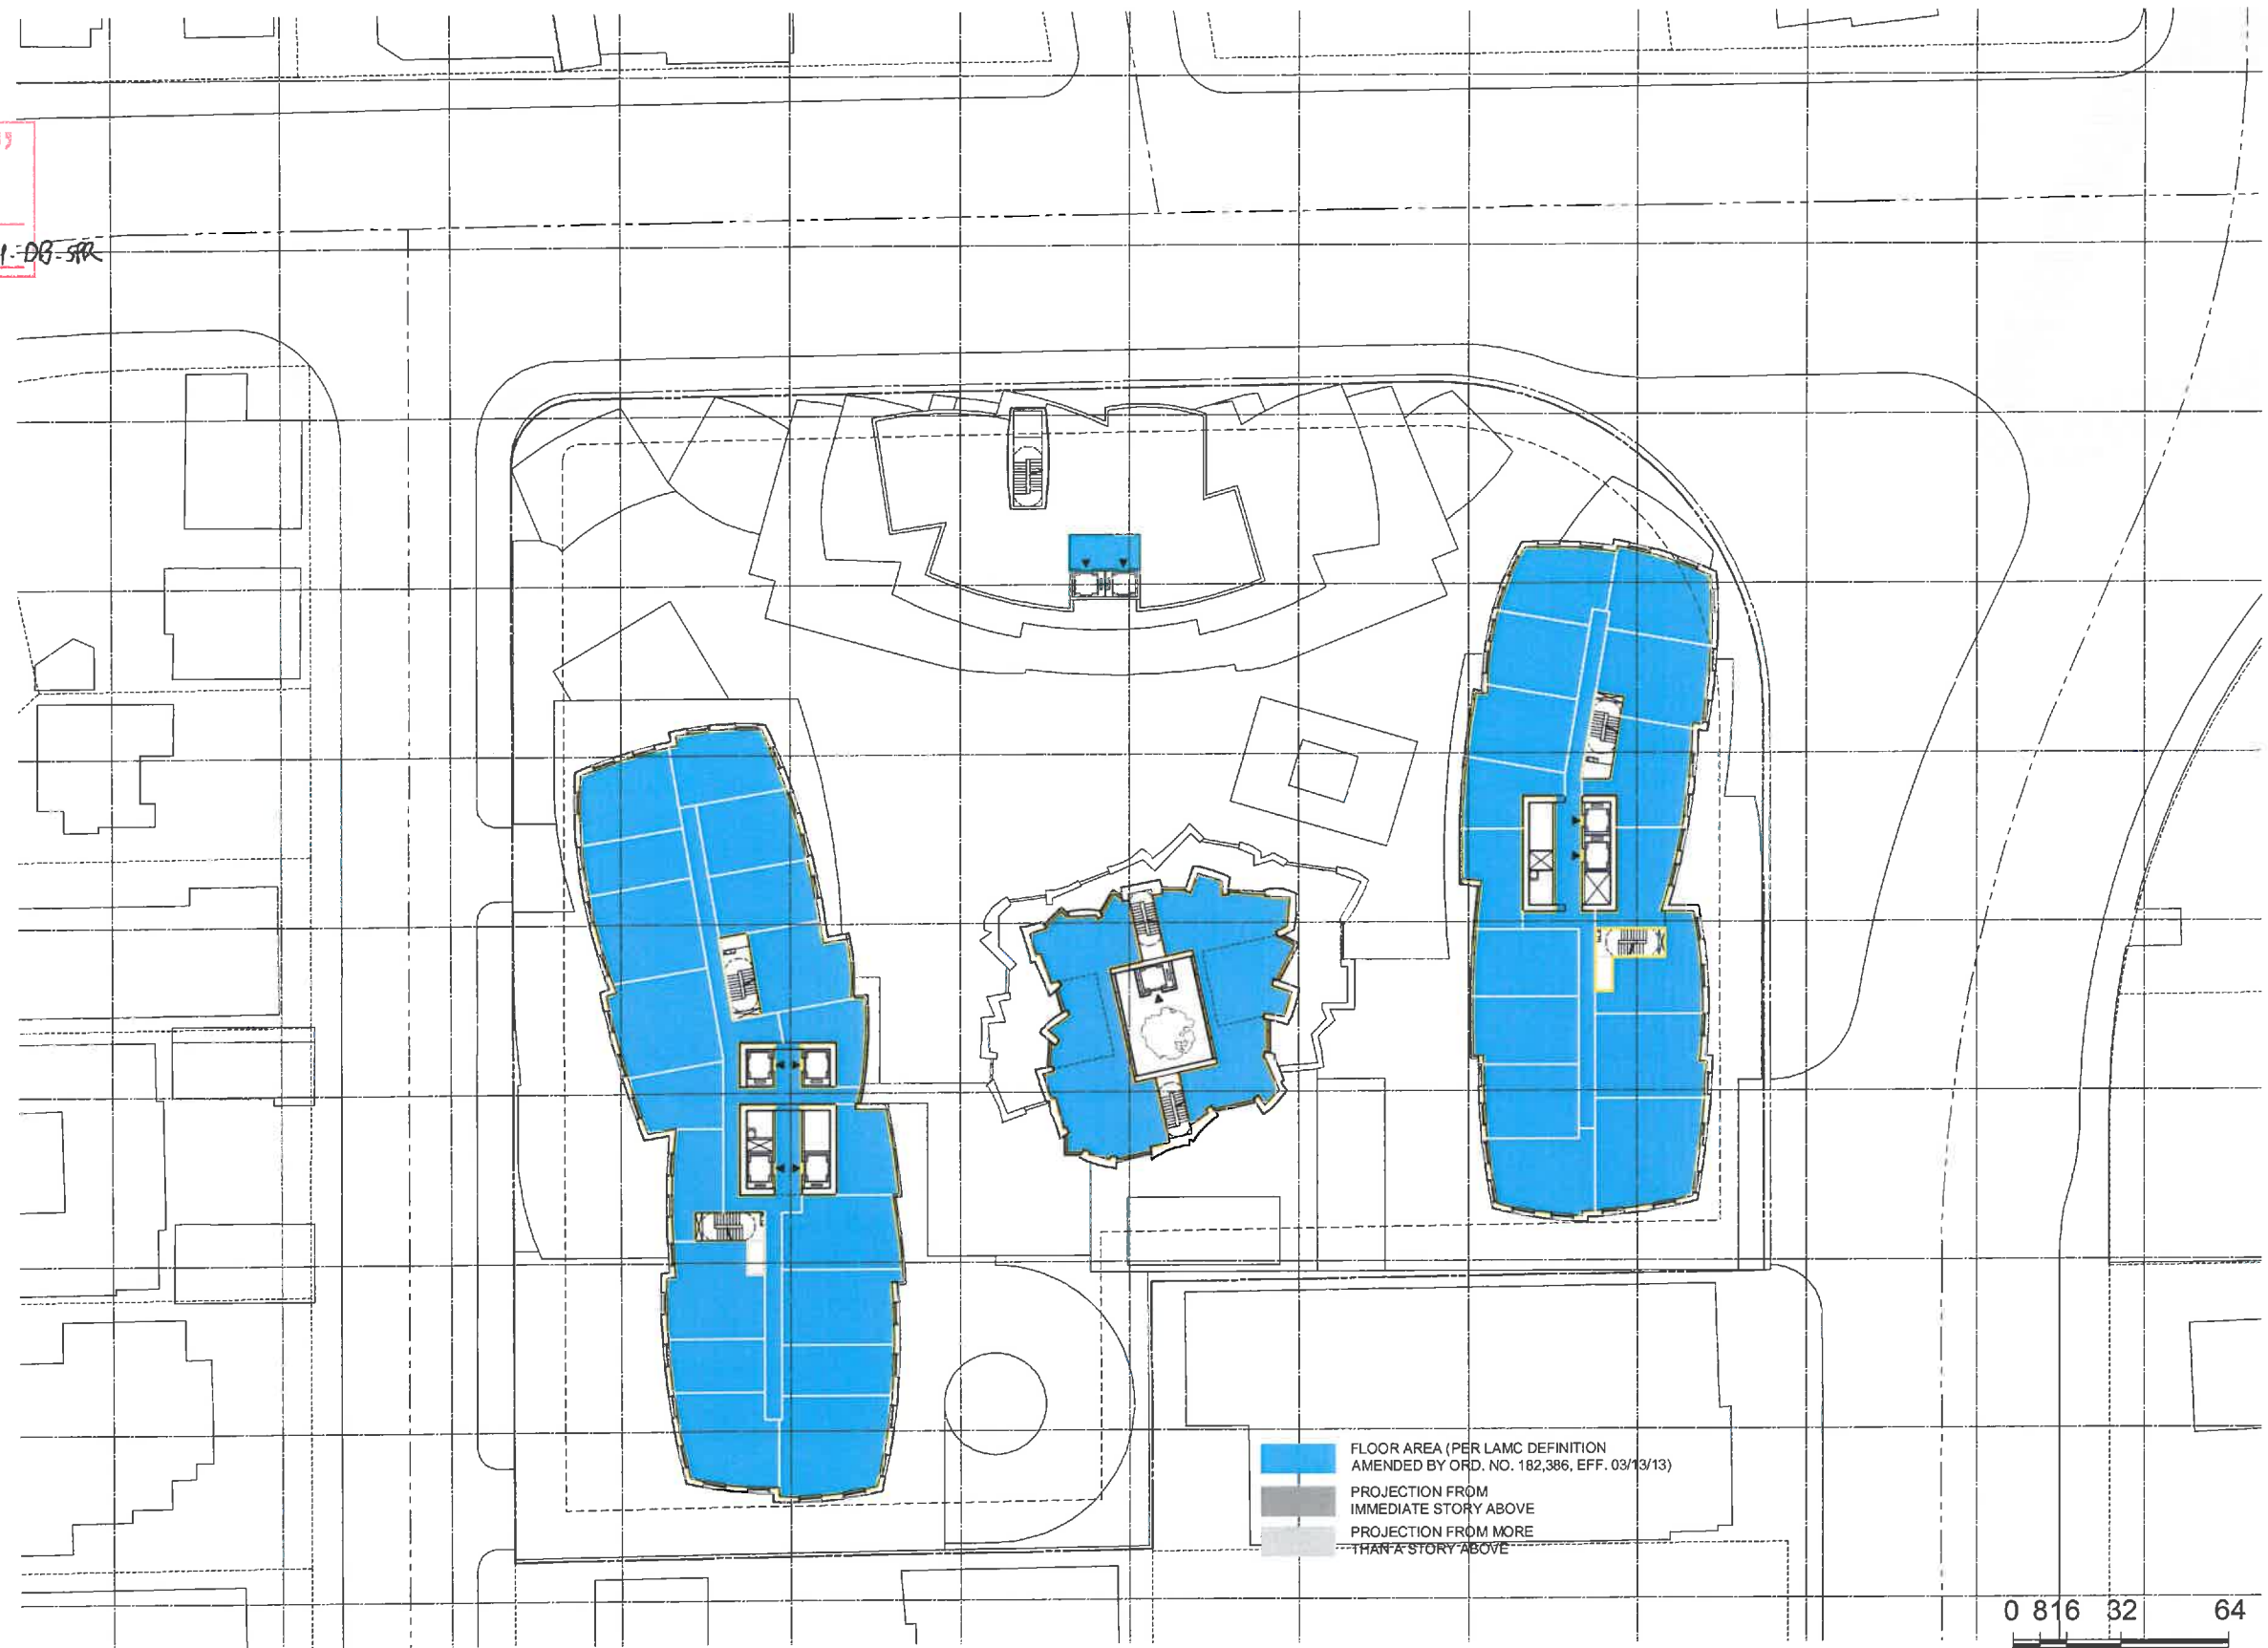 1-DB-SPR
FLOOR AREA (PER LAMC DEFINITION
AMENDED BY ORD. NO. 182,386, EFF. 03/13/13)
PROJECTION FROM
IMMEDIATE STORY ABOVE
PROJECTION FROM MORE
THAN A STORY ABOVE
0 8 16 32 64